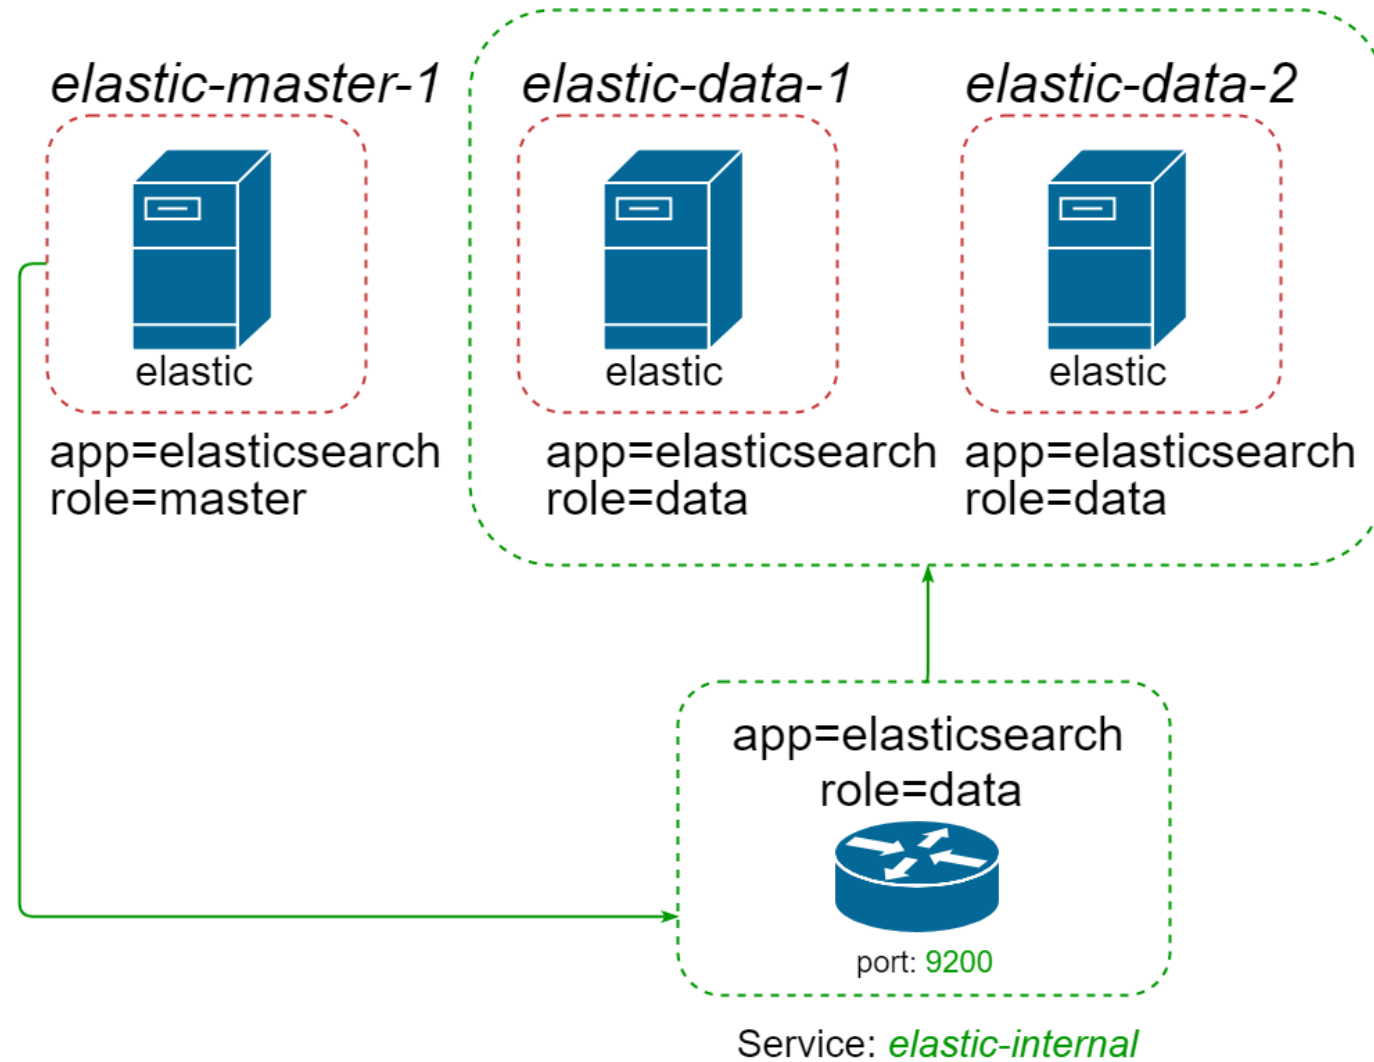 elastic-master-1
elastic-data-1
elastic-data-2
elastic
elastic
elastic
app=elasticsearch
role=master
app=elasticsearch
role=data
app=elasticsearch
role=data
app=elasticsearch
role=data
port: 9200
Service: elastic-internal